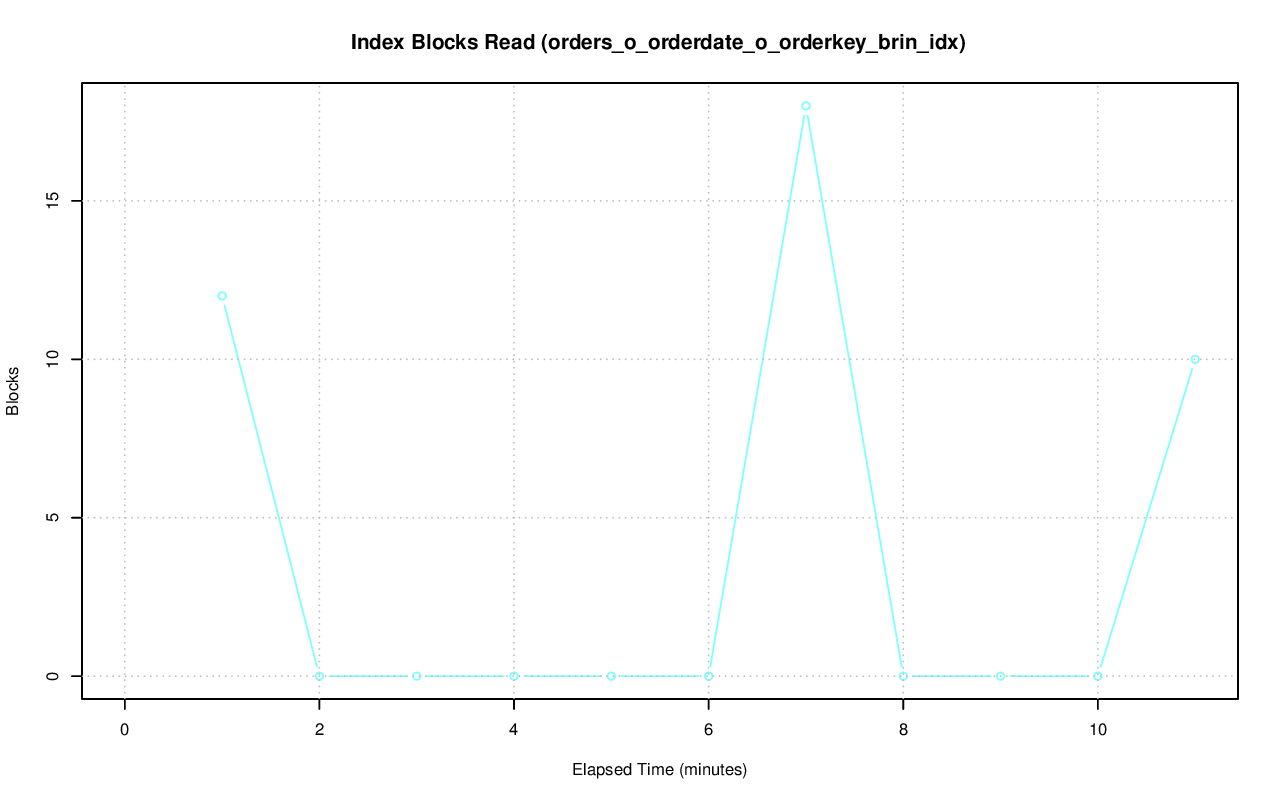 Index Blocks Read (orders_o_orderdate_o_orderkey_brin_idx)
15
10
5
0
Blocks
0 2 4 6 8 10
Elapsed Time (minutes)